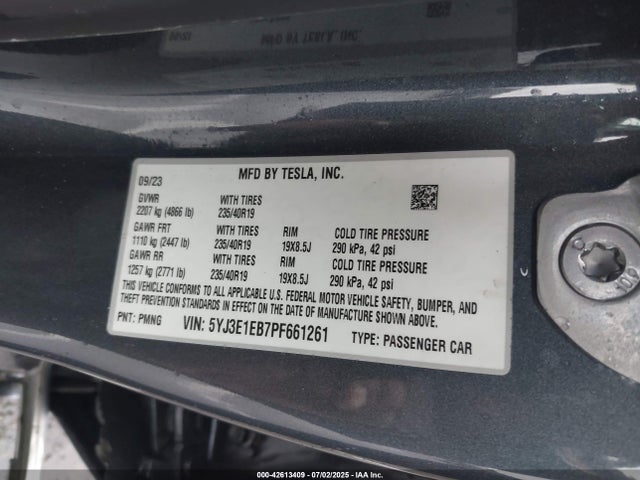 MFD BY TESLA, INC.
09/23
GVWR WITH TIRES
2207 kg (4866 lb) 235/40R19
GAWR FRT WITH TIRES RIM COLD TIRE PRESSURE
1110 kg (2447 lb) 235/40R19 19X8.5J 290 kPa, 42 psi
GAWR RR WITH TIRES RIM COLD TIRE PRESSURE
1257 kg (2771 lb) 235/40R19 19X8.5J 290 kPa, 42 psi
THIS VEHICLE CONFORMS TO ALL APPLICABLE U.S. FEDERAL MOTOR VEHICLE SAFETY, BUMPER, AND
THEFT PREVENTION STANDARDS IN EFFECT ON THE DATE OF MANUFACTURE SHOWN ABOVE.
PNT: PMNG VIN: 5YJ3E1EB7PF661261 TYPE: PASSENGER CAR
000-42613409 - 07/02/2025 - IAA Inc.